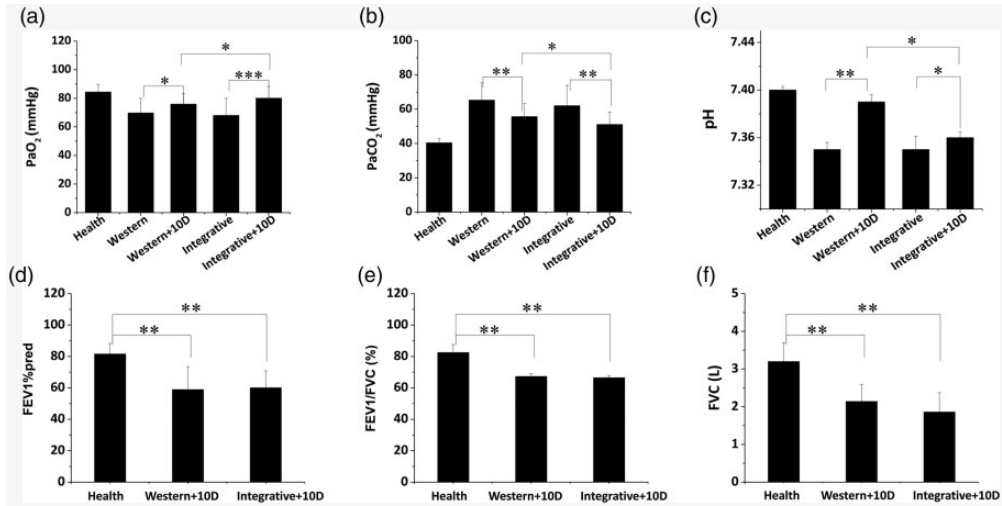 (a)
120
100
80
60
40
20
0
PaO2 (mmHg)
*
*
***
Health
Western
Western+10D
Integrative
Integrative+10D
(b)
100
80
60
40
20
0
PaCO2 (mmHg)
**
*
**
Health
Western
Western+10D
Integrative
Integrative+10D
(c)
7.44
7.40
7.36
7.32
pH
**
*
*
Health
Western
Western+10D
Integrative
Integrative+10D
(d)
120
100
80
60
40
20
0
FEV1%pred
**
**
Health
Western+10D
Integrative+10D
(e)
120
100
80
60
40
20
0
FEV1/FVC (%)
**
**
Health
Western+10D
Integrative+10D
(f)
5
4
3
2
1
0
FVC (L)
**
**
Health
Western+10D
Integrative+10D